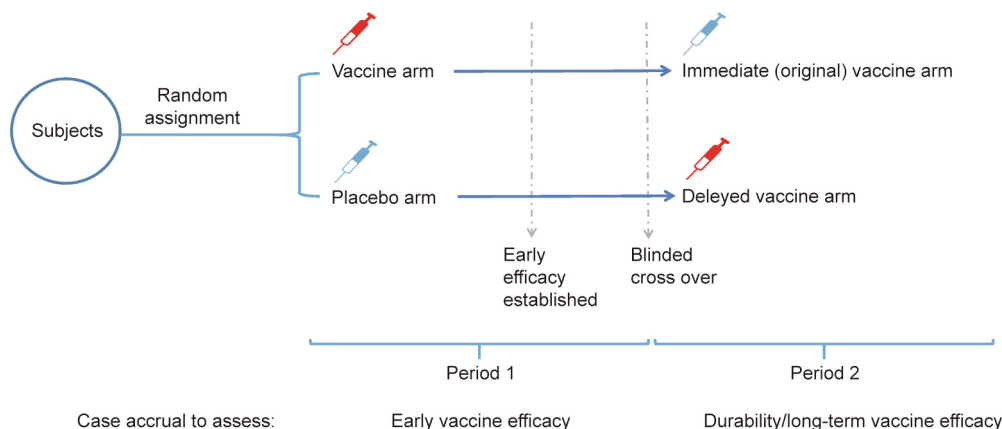 Subjects
Random
assignment
Vaccine arm
Immediate (original) vaccine arm
Placebo arm
Deleyed vaccine arm
Early
efficacy
established
Blinded
cross over
Period 1
Period 2
Case accrual to assess:
Early vaccine efficacy
Durability/long-term vaccine efficacy